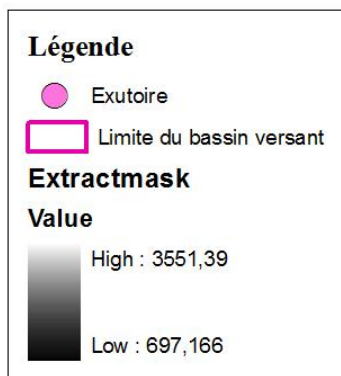 Légende
Exutoire
Limite du bassin versant
Extractmask
Value
High : 3551,39
Low : 697,166